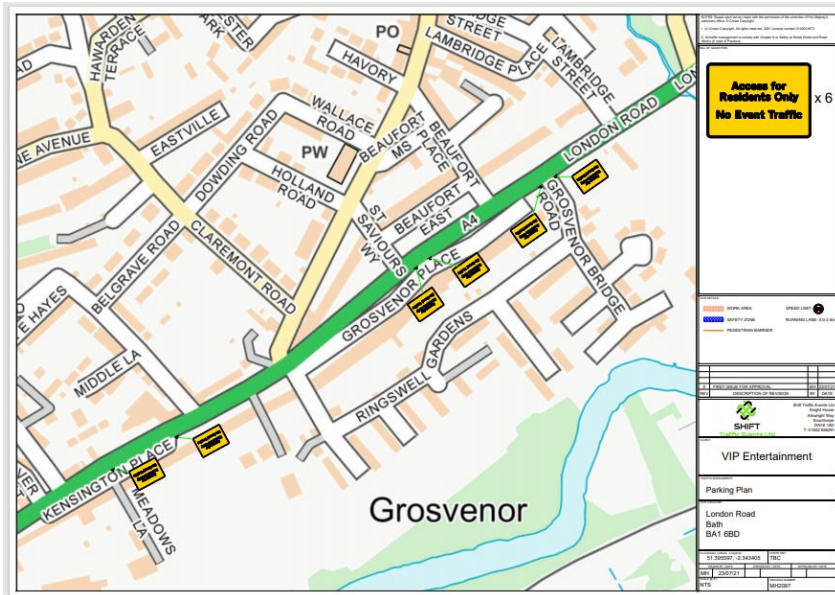 HAWARDEN
TERRACE
STREET
PO
HAVORY
LAMBRIDGE PLACE
LAMBRIDGE
STREET
EASTVILLE
DOWDING ROAD
WALLACE
ROAD
PW
BEAUFORT
MS
BEAUFORT
PLACE
LONDON ROAD
HOLLAND
ROAD
ST
SAVIOURS
WY
BEAUFORT
EAST
A4
BELGRAVE ROAD
CLAREMONT ROAD
GROSVENOR PLACE
GROSVENOR BRIDGE
ROAD
MIDDLE LA
RINGSWELL GARDENS
KENSINGTON PLACE
MEADOWS
LA
Grosvenor
Access for
Residents Only
No Event Traffic
x 6
WORK AREA
SPEED LIMIT
SAFETY ZONE
PEDESTRIAN BARRIER
FIRST ISSUE FOR APPROVAL
DESCRIPTION OF REVISION
BY
DATE
SHIFT
Traffic Events Ltd
VIP Entertainment
Parking Plan
London Road
Bath
BA1 6BD
51.395597, -2.343405
TBC
MH
23/07/21
NTS
MH2097